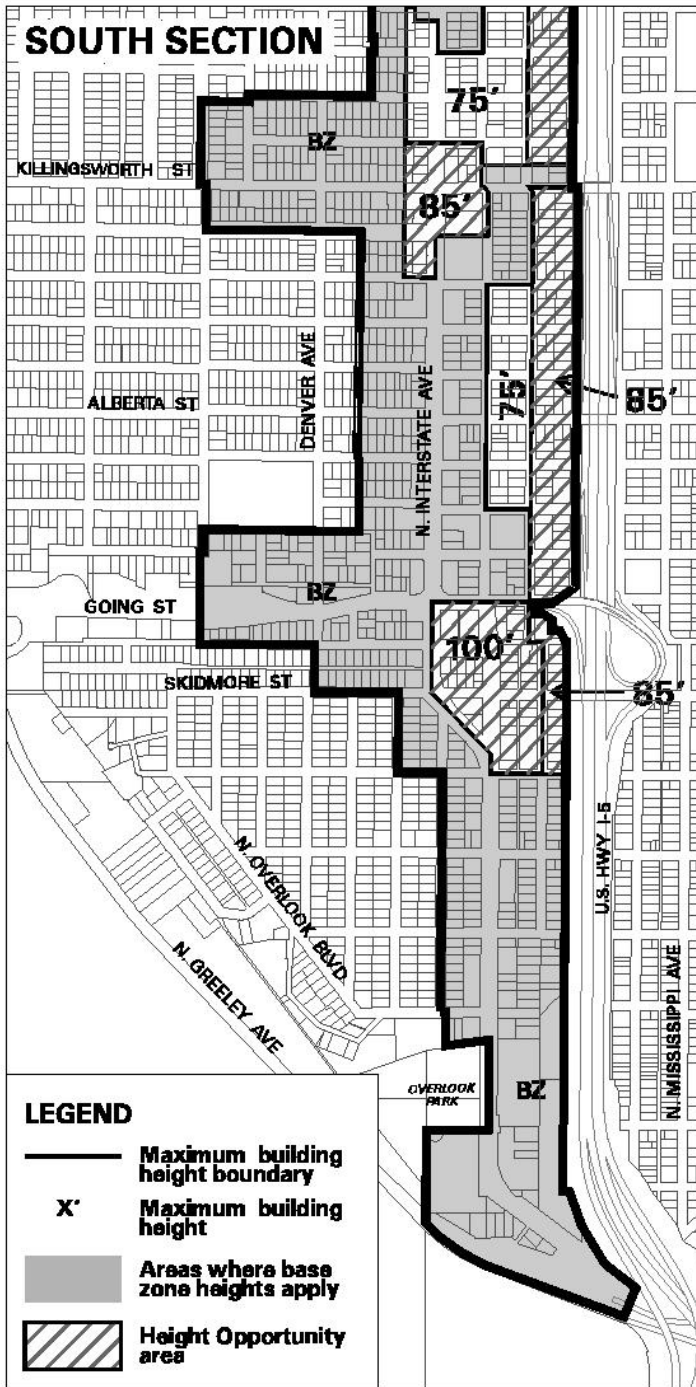 SOUTH SECTION
75'
BZ
KILLINGSWORTH ST
85'
DENVER AVE
N. INTERSTATE AVE
75'
85'
ALBERTA ST
BZ
GOING ST
100'
SKIDMORE ST
85'
U.S. HWY I-5
N. OVERLOOK BLVD.
N. GREELEY AVE
N. MISSISSIPPI AVE
OVERLOOK
PARK
BZ
LEGEND
Maximum building
height boundary
X' Maximum building
height
Areas where base
zone heights apply
Height Opportunity
area